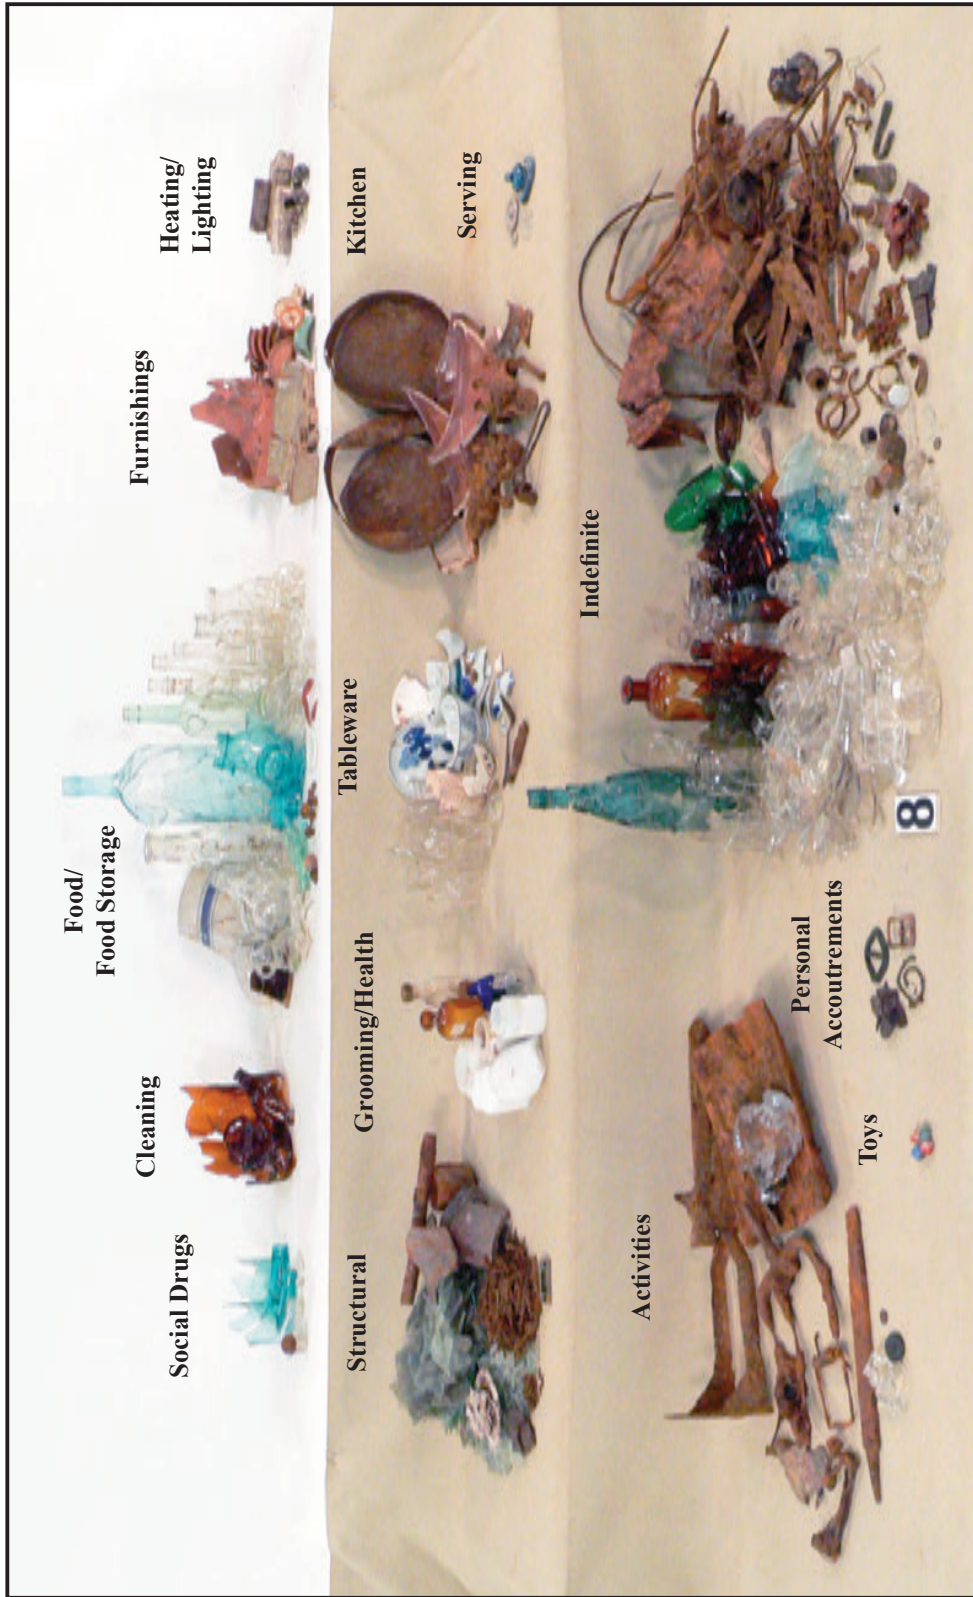 Social Drugs
Cleaning
Food/
Food Storage
Furnishings
Heating/
Lighting
Structural
Grooming/Health
Tableware
Kitchen
Serving
Activities
Toys
Personal
Accoutrements
Indefinite
8